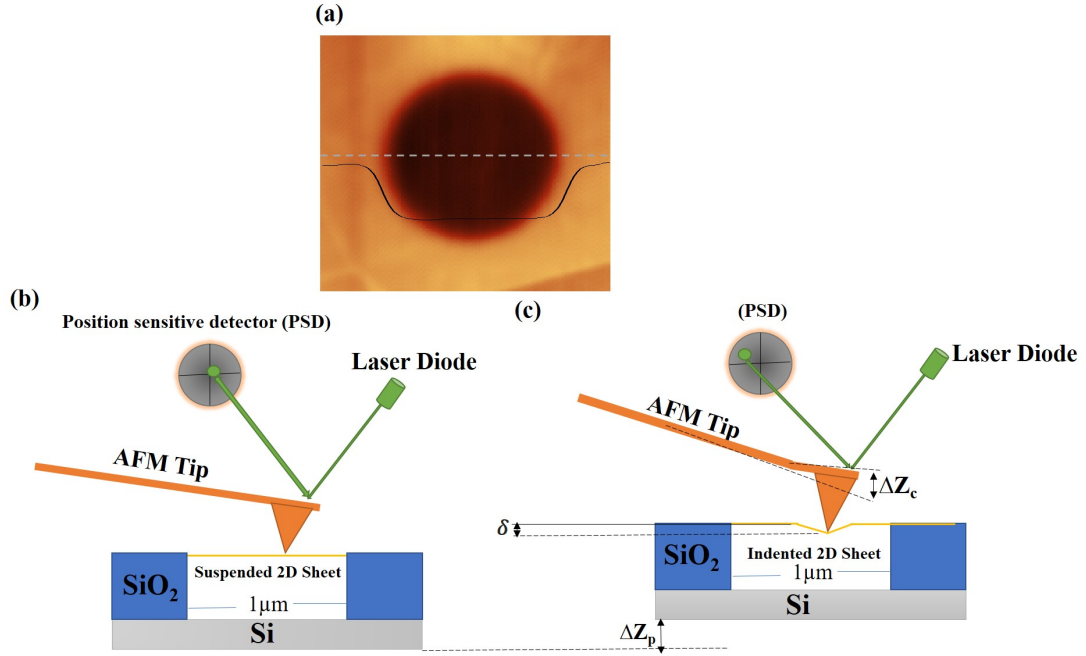 (a)
(b)
Position sensitive detector (PSD)
Laser Diode
AFM Tip
SiO₂
Suspended 2D Sheet
1µm
Si
(c)
(PSD)
Laser Diode
AFM Tip
ΔZc
δ
SiO₂
Indented 2D Sheet
1µm
Si
ΔZp